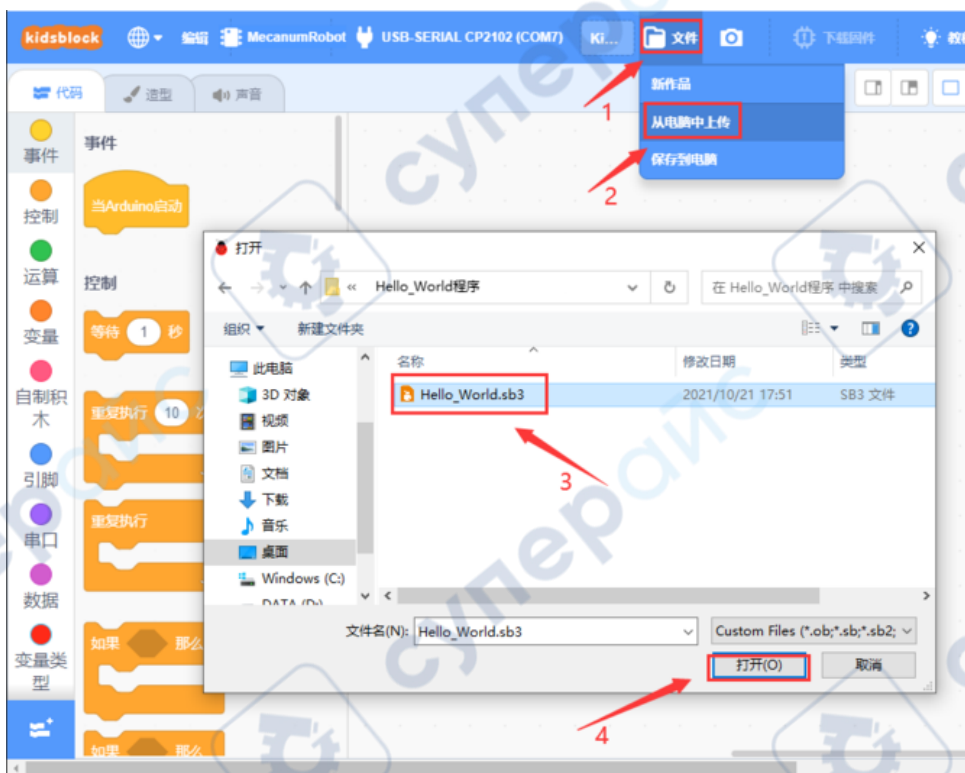 kidsblock 编辑 MecanumRobot USB-SERIAL CP2102 (COM7) Ki... 文件 下载固件
代码 造型 声音
新作品
1
从电脑中上传
保存到电脑
2
事件
控制
运算
变量
自制积木
引脚
串口
数据
变量类型
事件
当Arduino启动
控制
等待 1 秒
重复执行 10
重复执行
如果 那么
如果 那么
打开
Hello_World程序
在 Hello_World程序 中搜索
组织 新建文件夹
名称 修改日期 类型
此电脑
3D 对象
视频
图片
文档
下载
音乐
桌面
Windows (C:)
DATA (D:)
Hello_World.sb3 2021/10/21 17:51 SB3 文件
3
文件名(N): Hello_World.sb3 Custom Files (*.ob;*.sb;*.sb2;
打开(O) 取消
4
супер айс
супер айс